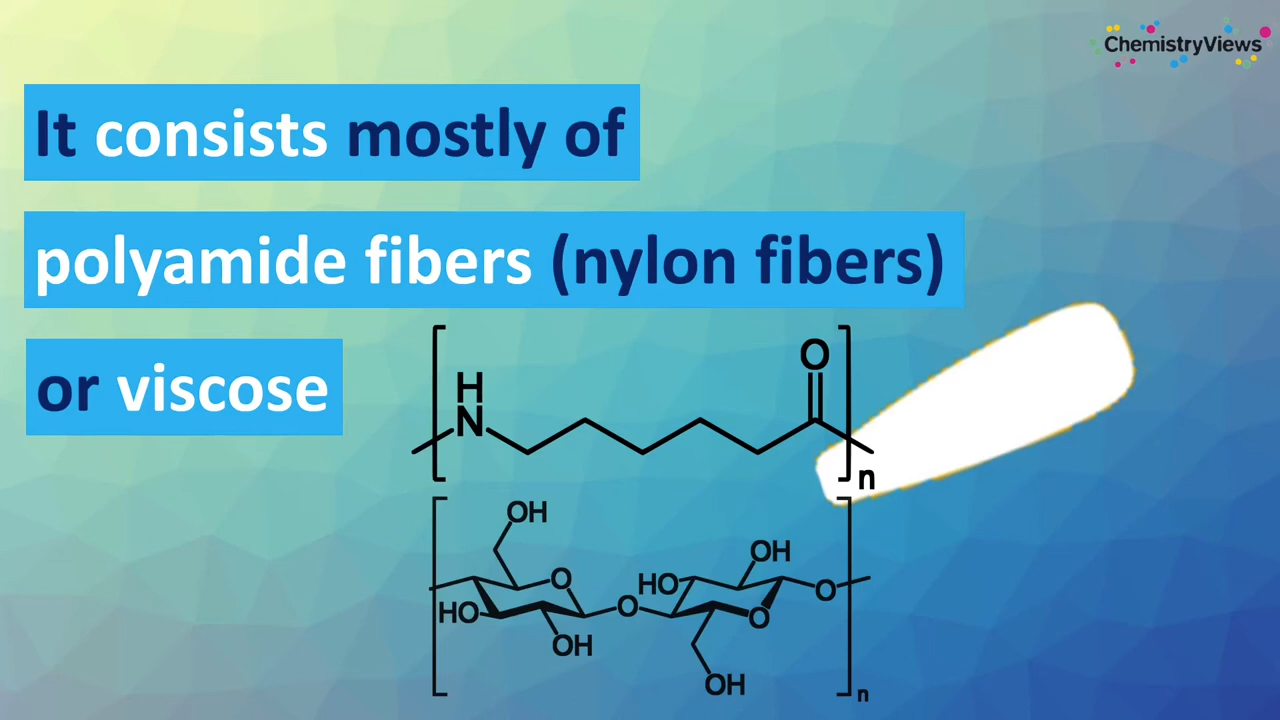 ChemistryViews
It consists mostly of
polyamide fibers (nylon fibers)
or viscose
O
H
N
n
OH
OH
O
HO
O
O
HO
O
OH
OH
n